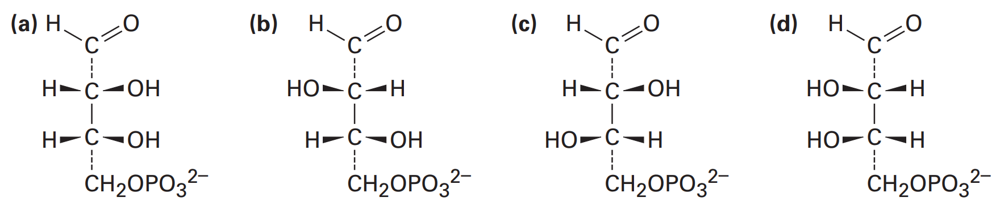 (a) H O (b) H O (c) H O (d) H O
C C C C
H C OH HO C H H C OH HO C H
H C OH H C OH HO C H HO C H
CH₂OPO₃²⁻ CH₂OPO₃²⁻ CH₂OPO₃²⁻ CH₂OPO₃²⁻